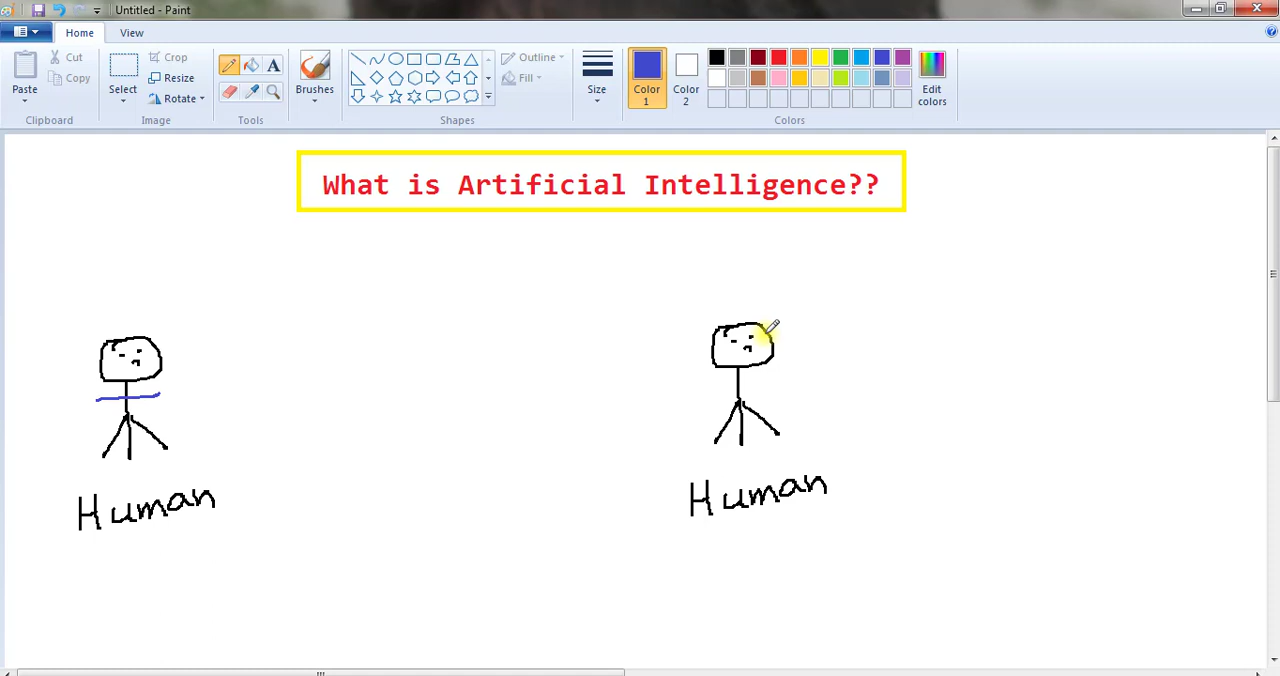 Untitled - Paint
Home
View
Paste
Cut
Copy
Clipboard
Select
Crop
Resize
Rotate
Image
Tools
Brushes
Outline
Fill
Shapes
Size
Color 1
Color 2
Edit colors
Colors
What is Artificial Intelligence??
Human
Human